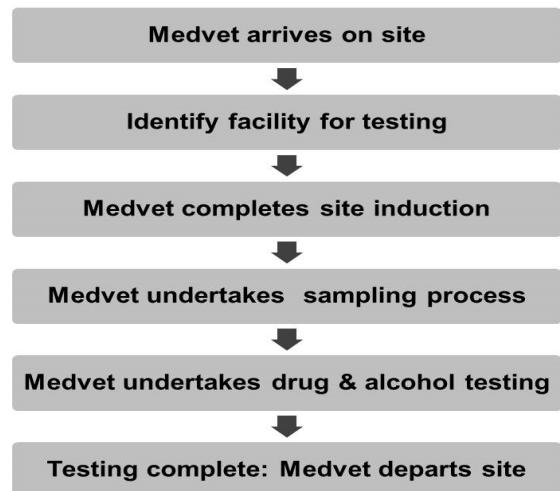 Medvet arrives on site
Identify facility for testing
Medvet completes site induction
Medvet undertakes sampling process
Medvet undertakes drug & alcohol testing
Testing complete: Medvet departs site